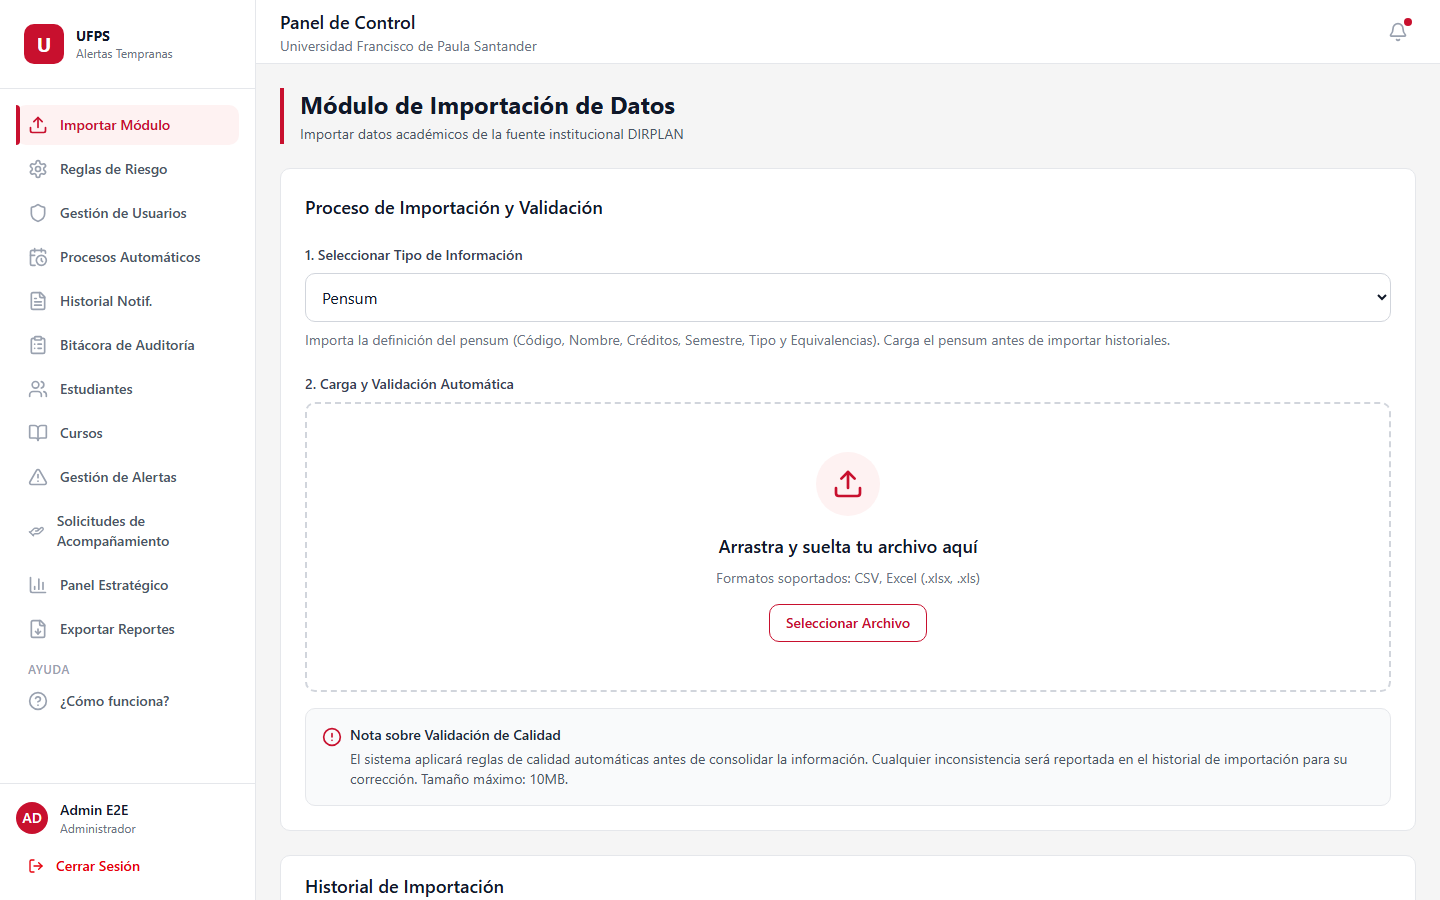 U
UFPS
Alertas Tempranas
Importar Módulo
Reglas de Riesgo
Gestión de Usuarios
Procesos Automáticos
Historial Notif.
Bitácora de Auditoría
Estudiantes
Cursos
Gestión de Alertas
Solicitudes de
Acompañamiento
Panel Estratégico
Exportar Reportes
AYUDA
¿Cómo funciona?
AD
Admin E2E
Administrador
Cerrar Sesión
Panel de Control
Universidad Francisco de Paula Santander
Módulo de Importación de Datos
Importar datos académicos de la fuente institucional DIRPLAN
Proceso de Importación y Validación
1. Seleccionar Tipo de Información
Pensum
Importa la definición del pensum (Código, Nombre, Créditos, Semestre, Tipo y Equivalencias). Carga el pensum antes de importar historiales.
2. Carga y Validación Automática
Arrastra y suelta tu archivo aquí
Formatos soportados: CSV, Excel (.xlsx, .xls)
Seleccionar Archivo
Nota sobre Validación de Calidad
El sistema aplicará reglas de calidad automáticas antes de consolidar la información. Cualquier inconsistencia será reportada en el historial de importación para su
corrección. Tamaño máximo: 10MB.
Historial de Importación